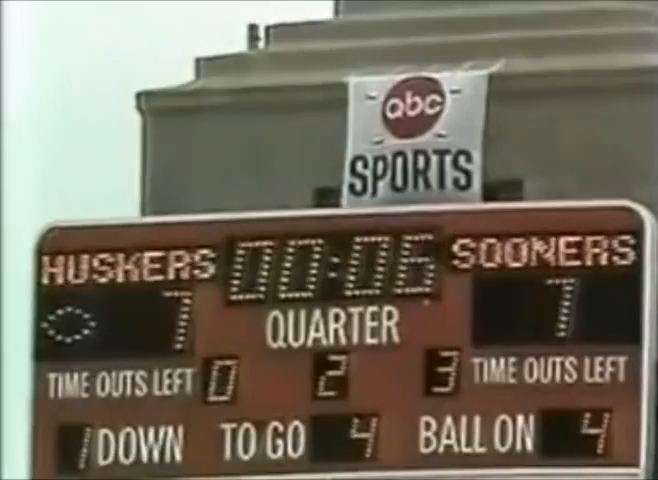 abc
SPORTS
HUSKERS 00:06 SOONERS
7 QUARTER 7
TIME OUTS LEFT 0 2 3 TIME OUTS LEFT
1 DOWN TO GO 4 BALL ON 4